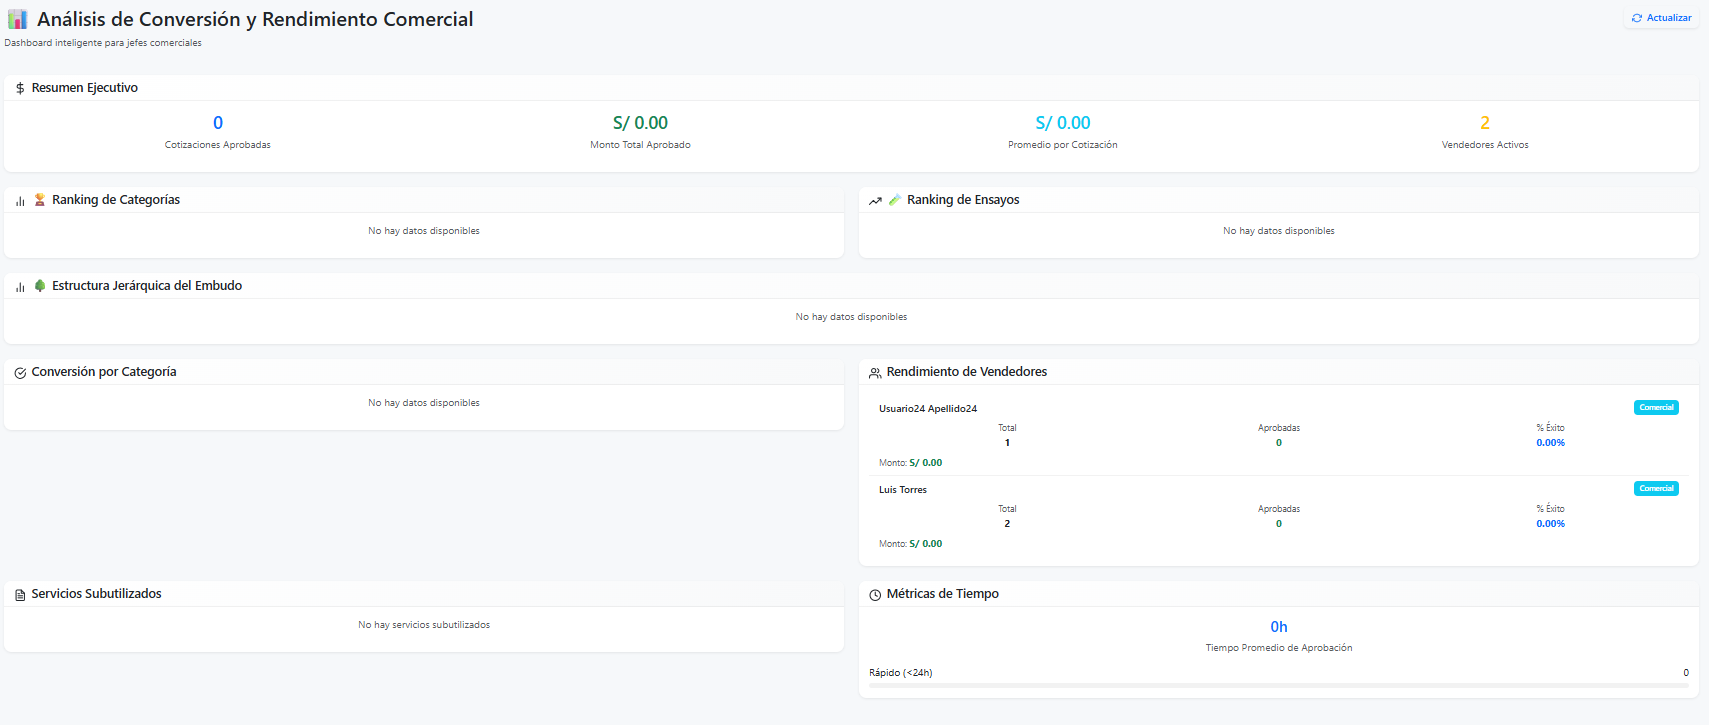 Análisis de Conversión y Rendimiento Comercial
Actualizar
Dashboard inteligente para jefes comerciales
Resumen Ejecutivo
0
Cotizaciones Aprobadas
S/ 0.00
Monto Total Aprobado
S/ 0.00
Promedio por Cotización
2
Vendedores Activos
Ranking de Categorías
No hay datos disponibles
Ranking de Ensayos
No hay datos disponibles
Estructura Jerárquica del Embudo
No hay datos disponibles
Conversión por Categoría
No hay datos disponibles
Rendimiento de Vendedores
Usuario24 Apellido24
Comercial
Total
1
Aprobadas
0
% Éxito
0.00%
Monto: S/ 0.00
Luis Torres
Comercial
Total
2
Aprobadas
0
% Éxito
0.00%
Monto: S/ 0.00
Servicios Subutilizados
No hay servicios subutilizados
Métricas de Tiempo
0h
Tiempo Promedio de Aprobación
Rápido (<24h) 0